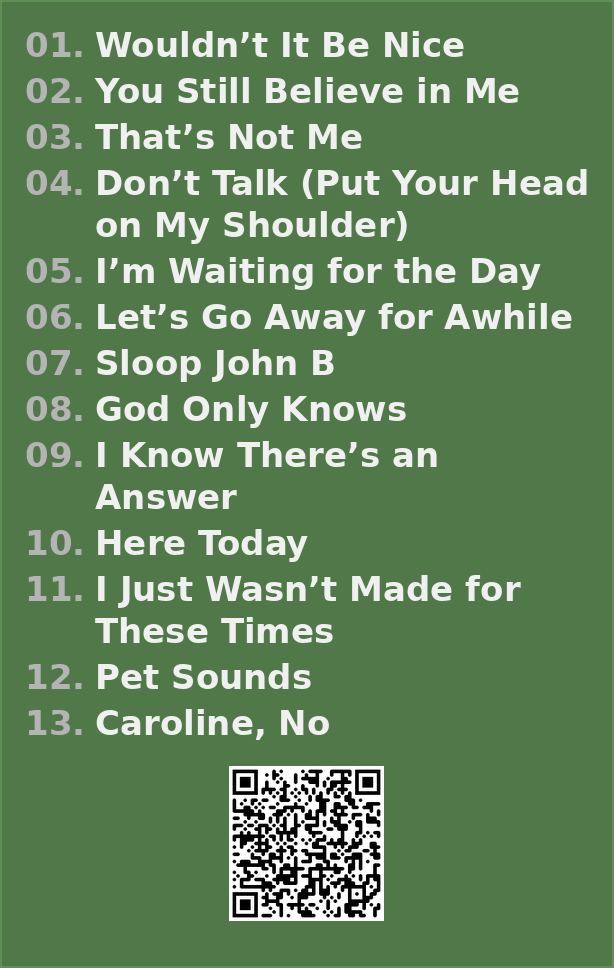 01. Wouldn’t It Be Nice
02. You Still Believe in Me
03. That’s Not Me
04. Don’t Talk (Put Your Head
on My Shoulder)
05. I’m Waiting for the Day
06. Let’s Go Away for Awhile
07. Sloop John B
08. God Only Knows
09. I Know There’s an
Answer
10. Here Today
11. I Just Wasn’t Made for
These Times
12. Pet Sounds
13. Caroline, No